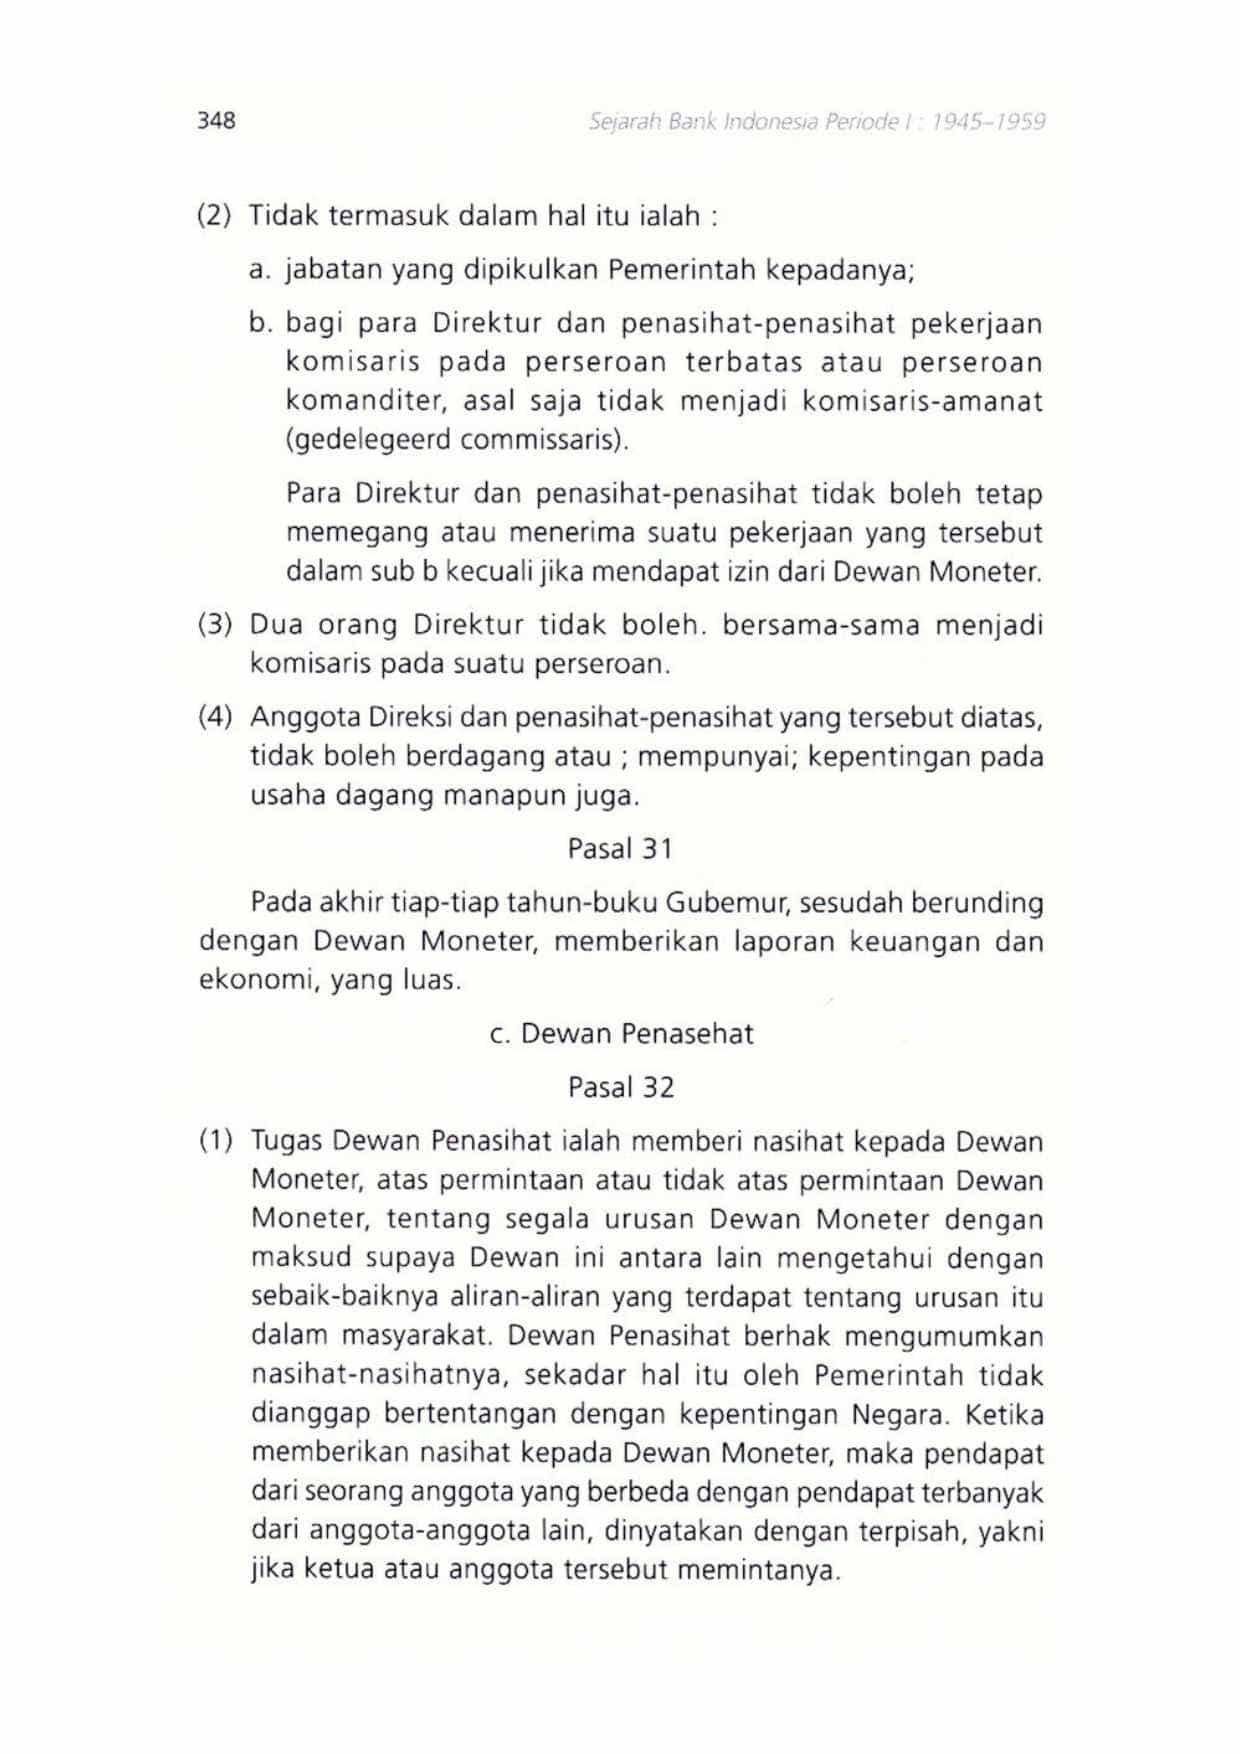 348
Sejarah Bank Indonesia Periode I : 1945–1959
(2) Tidak termasuk dalam hal itu ialah :
a. jabatan yang dipikulkan Pemerintah kepadanya;
b. bagi para Direktur dan penasihat-penasihat pekerjaan
komisaris pada perseroan terbatas atau perseroan
komanditer, asal saja tidak menjadi komisaris-amanat
(gedelegeerd commissaris).
Para Direktur dan penasihat-penasihat tidak boleh tetap
memegang atau menerima suatu pekerjaan yang tersebut
dalam sub b kecuali jika mendapat izin dari Dewan Moneter.
(3) Dua orang Direktur tidak boleh. bersama-sama menjadi
komisaris pada suatu perseroan.
(4) Anggota Direksi dan penasihat-penasihat yang tersebut diatas,
tidak boleh berdagang atau ; mempunyai; kepentingan pada
usaha dagang manapun juga.
Pasal 31
Pada akhir tiap-tiap tahun-buku Gubemur, sesudah berunding
dengan Dewan Moneter, memberikan laporan keuangan dan
ekonomi, yang luas.
c. Dewan Penasehat
Pasal 32
(1) Tugas Dewan Penasihat ialah memberi nasihat kepada Dewan
Moneter, atas permintaan atau tidak atas permintaan Dewan
Moneter, tentang segala urusan Dewan Moneter dengan
maksud supaya Dewan ini antara lain mengetahui dengan
sebaik-baiknya aliran-aliran yang terdapat tentang urusan itu
dalam masyarakat. Dewan Penasihat berhak mengumumkan
nasihat-nasihatnya, sekadar hal itu oleh Pemerintah tidak
dianggap bertentangan dengan kepentingan Negara. Ketika
memberikan nasihat kepada Dewan Moneter, maka pendapat
dari seorang anggota yang berbeda dengan pendapat terbanyak
dari anggota-anggota lain, dinyatakan dengan terpisah, yakni
jika ketua atau anggota tersebut memintanya.